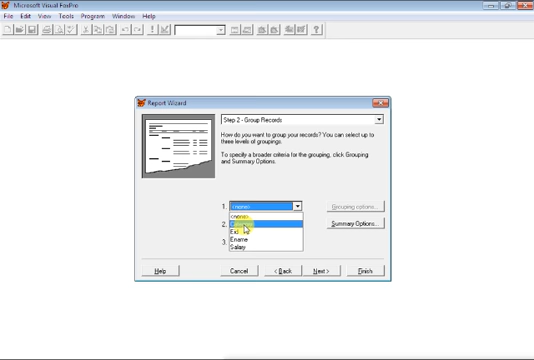 Microsoft Visual FoxPro
File Edit View Tools Program Window Help
Report Wizard
Step 2 - Group Records
How do you want to group your records? You can select up to
three levels of groupings.
To specify a broader criteria for the grouping, click Grouping
and Summary Options.
1. <none>
Grouping options...
<none>
2.
Summary Options...
Eid
3. Ename
Salary
Help Cancel < Back Next > Finish